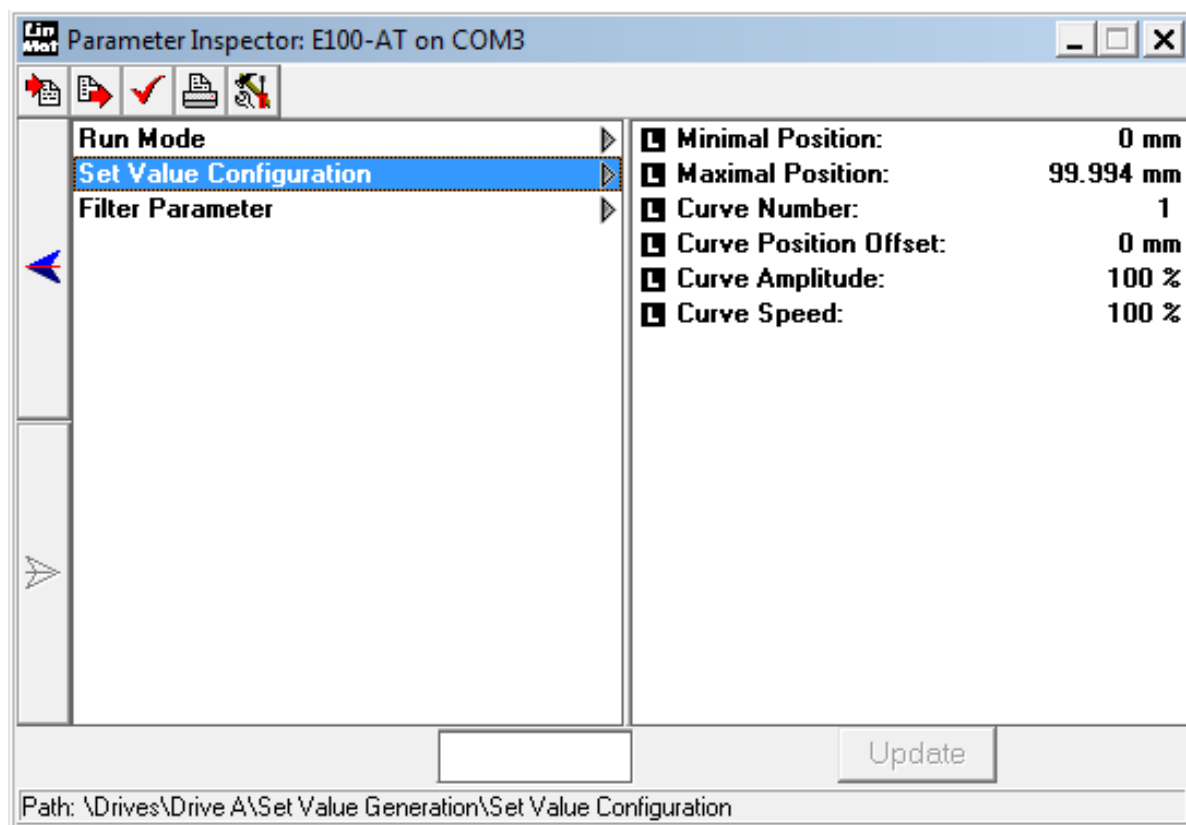 Lin
Mot
Parameter Inspector: E100-AT on COM3
Run Mode
Set Value Configuration
Filter Parameter
L Minimal Position: 0 mm
L Maximal Position: 99.994 mm
L Curve Number: 1
L Curve Position Offset: 0 mm
L Curve Amplitude: 100 %
L Curve Speed: 100 %
Update
Path: \Drives\Drive A\Set Value Generation\Set Value Configuration